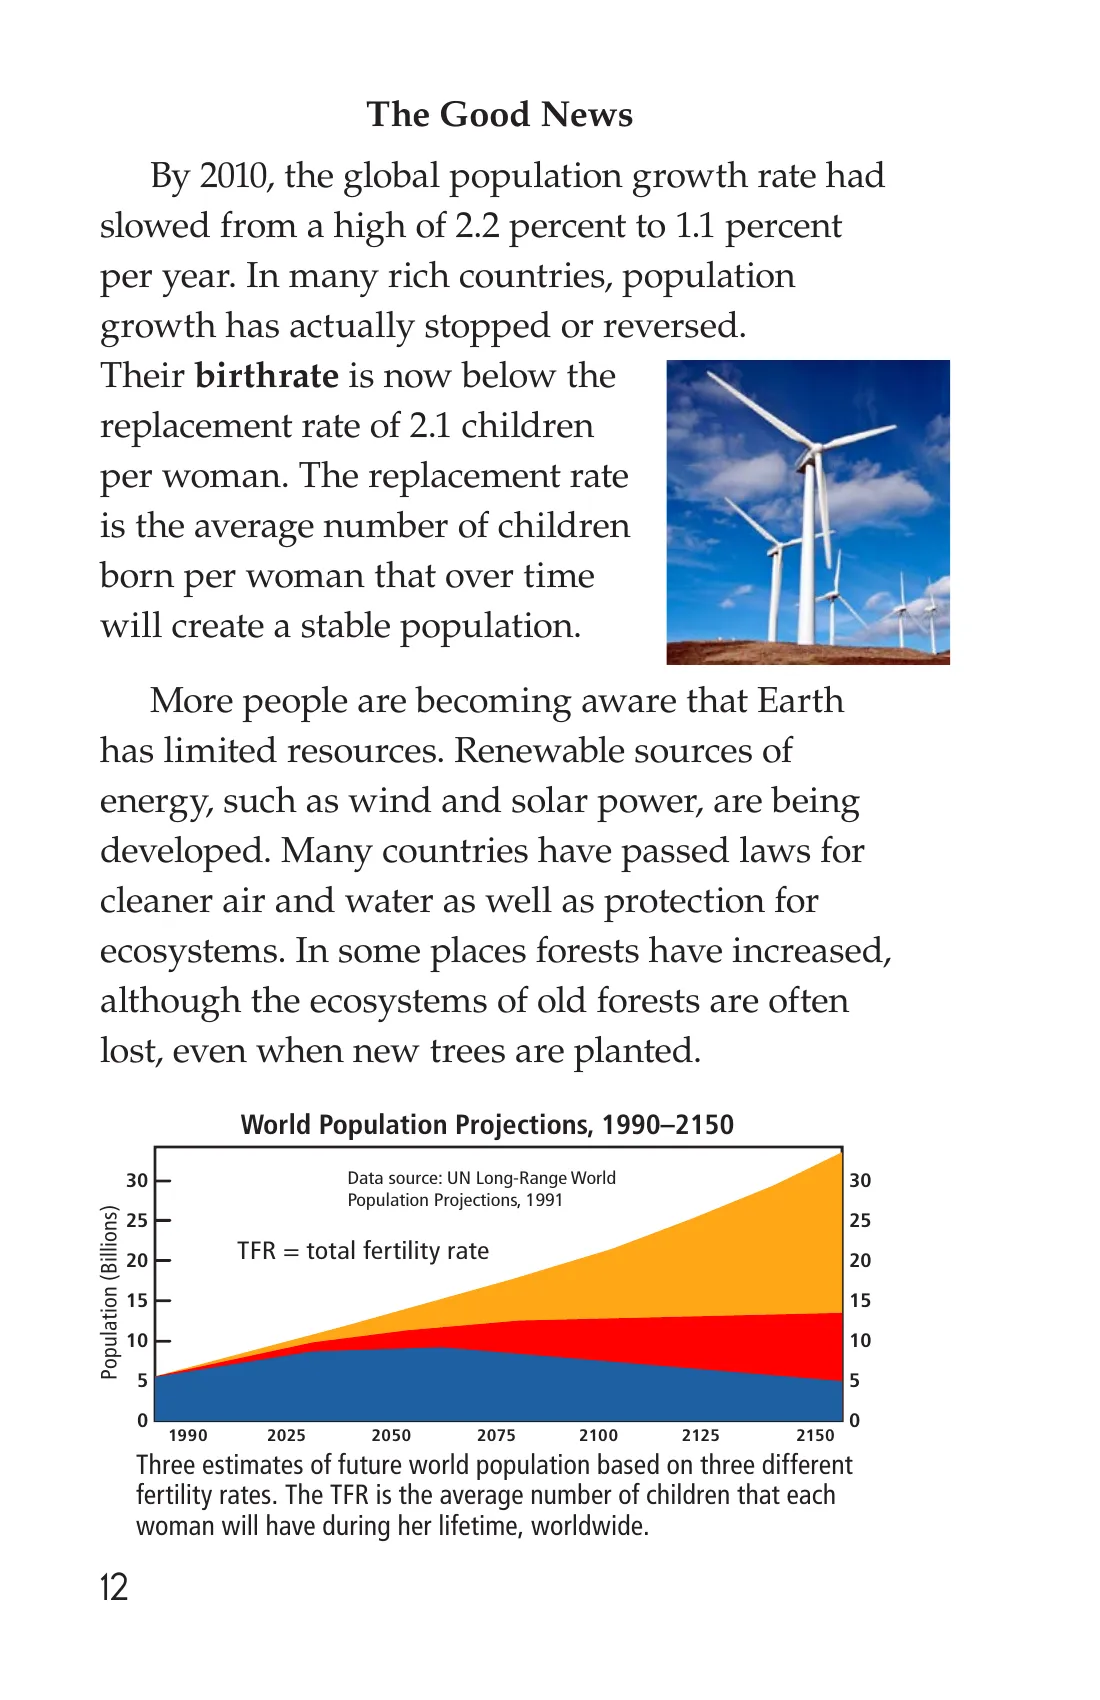 The Good News
By 2010, the global population growth rate had
slowed from a high of 2.2 percent to 1.1 percent
per year. In many rich countries, population
growth has actually stopped or reversed.
Their birthrate is now below the
replacement rate of 2.1 children
per woman. The replacement rate
is the average number of children
born per woman that over time
will create a stable population.
More people are becoming aware that Earth
has limited resources. Renewable sources of
energy, such as wind and solar power, are being
developed. Many countries have passed laws for
cleaner air and water as well as protection for
ecosystems. In some places forests have increased,
although the ecosystems of old forests are often
lost, even when new trees are planted.
World Population Projections, 1990–2150
Data source: UN Long-Range World
Population Projections, 1991
TFR = total fertility rate
Population (Billions)
30
25
20
15
10
5
0
30
25
20
15
10
5
0
1990 2025 2050 2075 2100 2125 2150
Three estimates of future world population based on three different
fertility rates. The TFR is the average number of children that each
woman will have during her lifetime, worldwide.
12